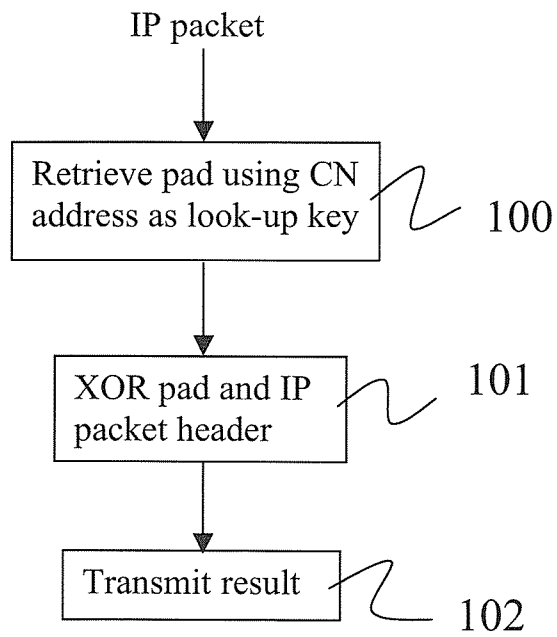 IP packet
Retrieve pad using CN
address as look-up key
100
XOR pad and IP
packet header
101
Transmit result
102